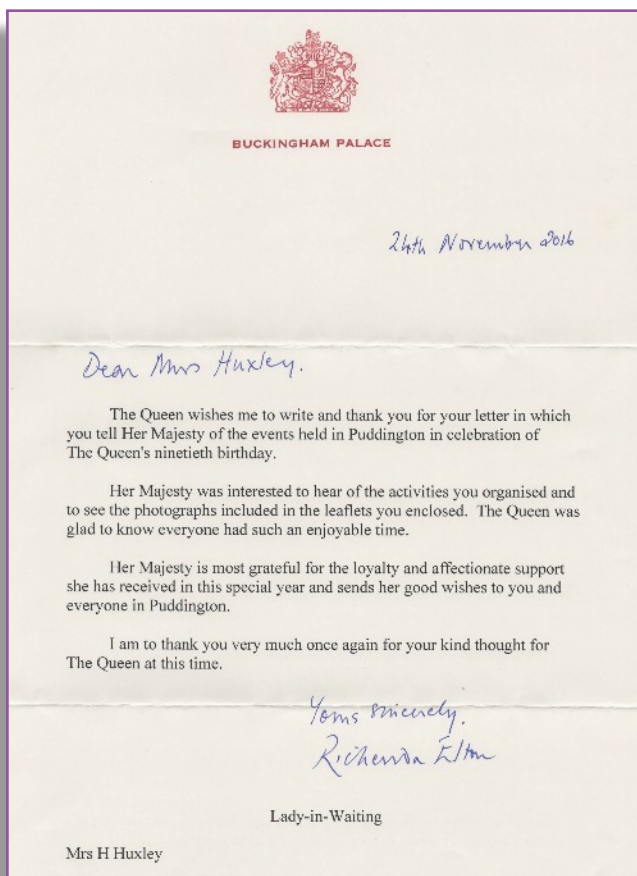 BUCKINGHAM PALACE
24th November 2016
Dear Mrs Huxley.
The Queen wishes me to write and thank you for your letter in which
you tell Her Majesty of the events held in Puddington in celebration of
The Queen's ninetieth birthday.
Her Majesty was interested to hear of the activities you organised and
to see the photographs included in the leaflets you enclosed. The Queen was
glad to know everyone had such an enjoyable time.
Her Majesty is most grateful for the loyalty and affectionate support
she has received in this special year and sends her good wishes to you and
everyone in Puddington.
I am to thank you very much once again for your kind thought for
The Queen at this time.
Yours sincerely.
Richenda Elton
Lady-in-Waiting
Mrs H Huxley